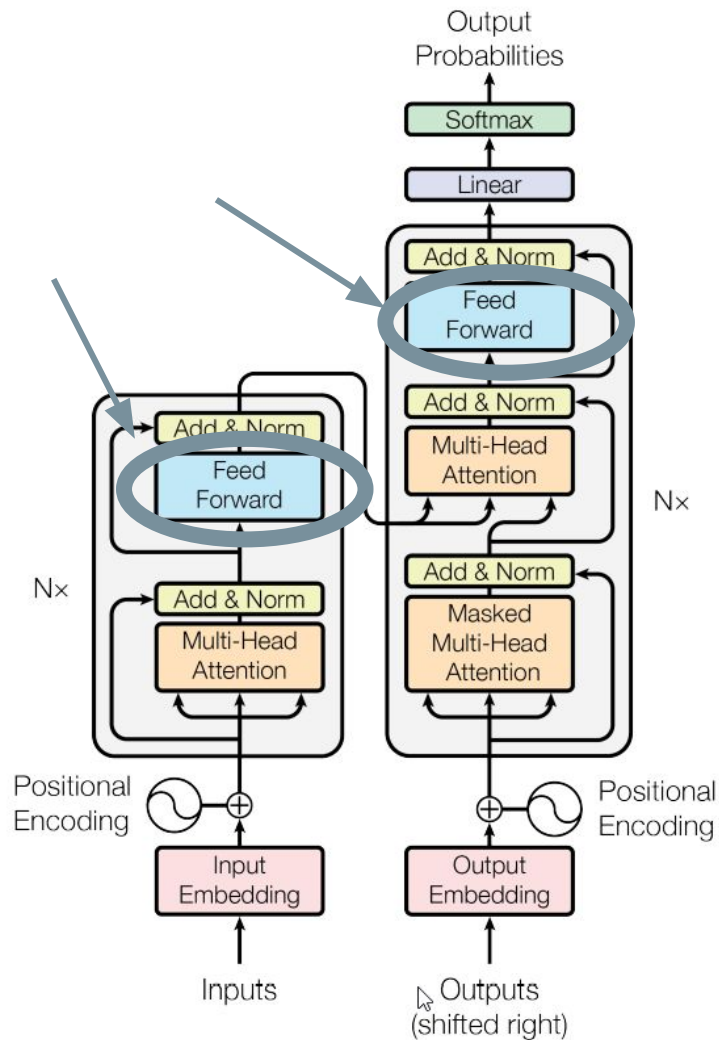 Output
Probabilities
Softmax
Linear
Add & Norm
Feed
Forward
Add & Norm
Multi-Head
Attention
Add & Norm
Masked
Multi-Head
Attention
Nx
Add & Norm
Feed
Forward
Add & Norm
Multi-Head
Attention
Nx
Positional
Encoding
Positional
Encoding
Input
Embedding
Output
Embedding
Inputs
Outputs
(shifted right)